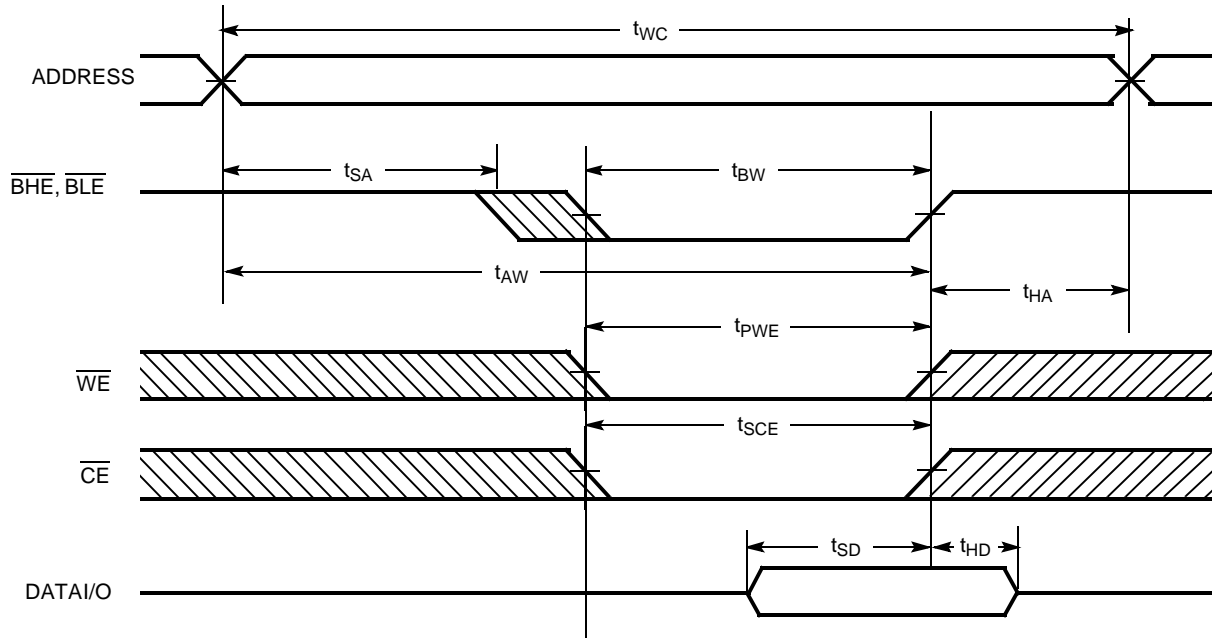 tWC
ADDRESS
tSA
tBW
BHE, BLE
tAW
tHA
tPWE
WE
tSCE
CE
tSD
tHD
DATAI/O